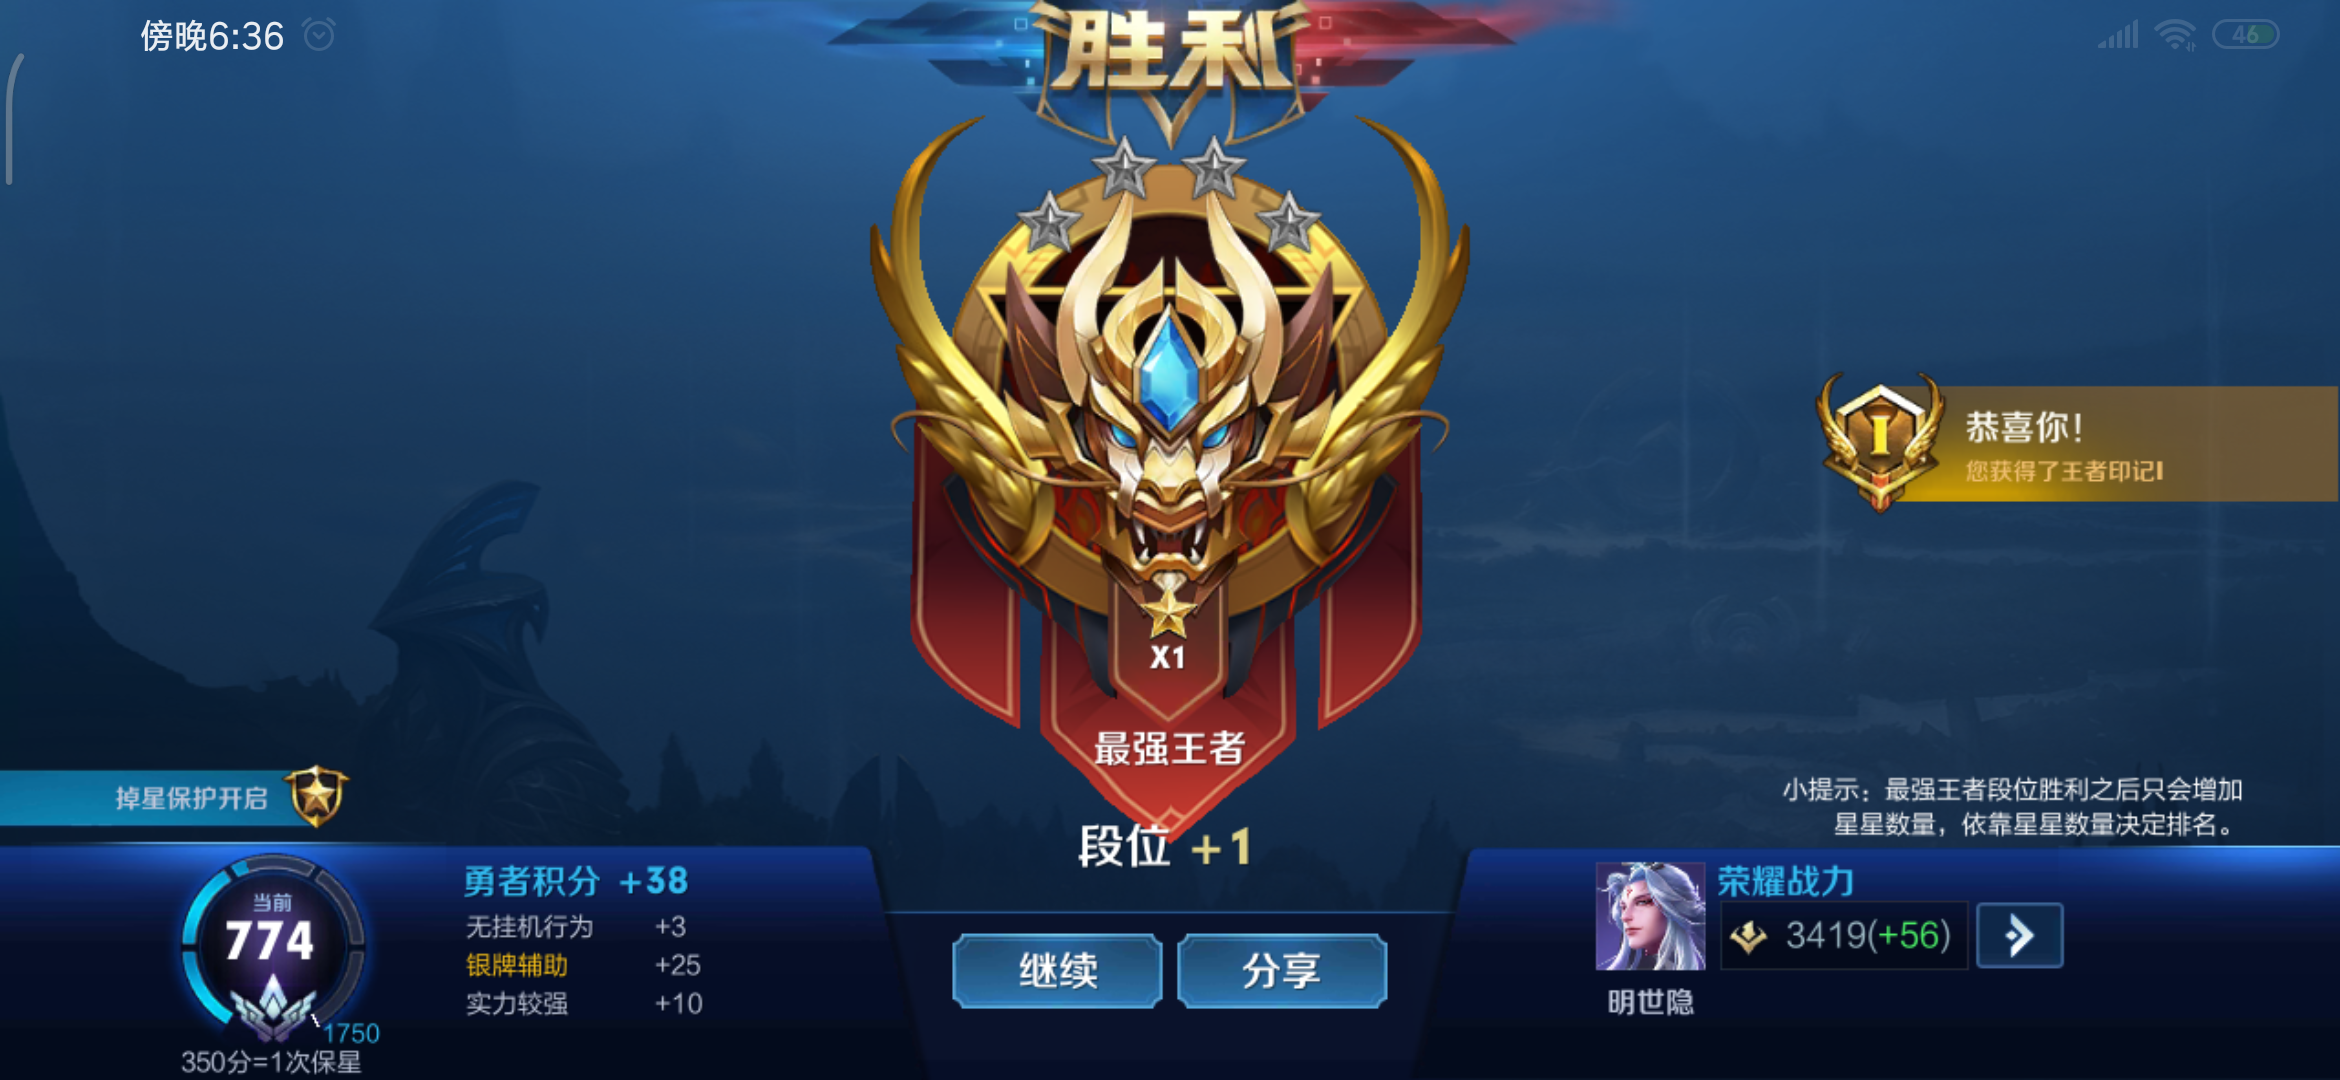 傍晚6:36
46
胜利
恭喜你！
您获得了王者印记I
X1
最强王者
段位 +1
掉星保护开启
小提示：最强王者段位胜利之后只会增加
星星数量，依靠星星数量决定排名。
当前
774
1750
350分=1次保星
勇者积分 +38
无挂机行为 +3
银牌辅助 +25
实力较强 +10
继续
分享
荣耀战力
3419(+56)
明世隐